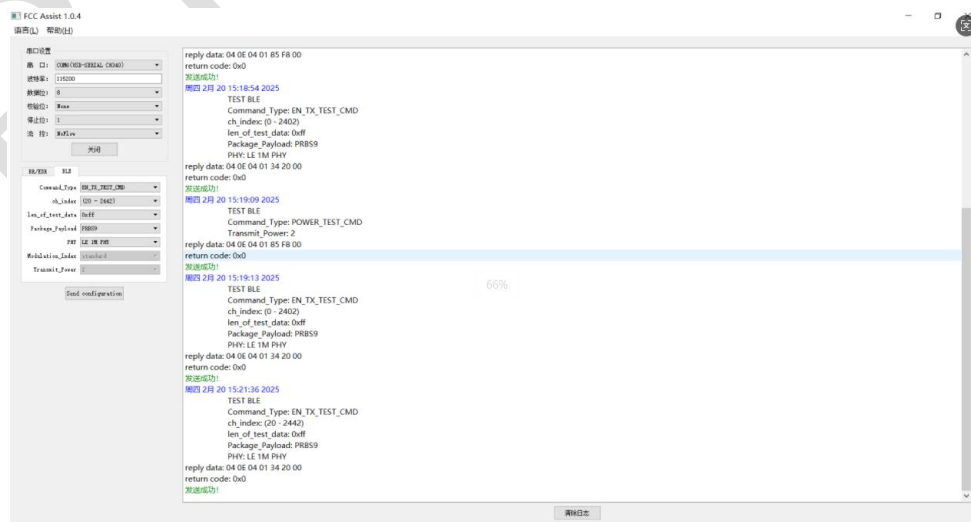 FCC Assist 1.0.4
语言(L) 帮助(H)
串口设置
串 口: COM6(USB-SERIAL CH340)
波特率: 115200
数据位: 8
校验位: None
停止位: 1
流 控: NoFlow
关闭
BR/EDR BLE
Command_Type EN_TX_TEST_CMD
ch_index (20 - 2442)
len_of_test_data 0xff
Package_Payload PRBS9
PHY LE 1M PHY
Modulation_Index standard
Transmit_Power 2
Send configuration
reply data: 04 0E 04 01 85 F8 00
return code: 0x0
发送成功!
周四 2月 20 15:18:54 2025
TEST BLE
Command_Type: EN_TX_TEST_CMD
ch_index: (0 - 2402)
len_of_test_data: 0xff
Package_Payload: PRBS9
PHY: LE 1M PHY
reply data: 04 0E 04 01 34 20 00
return code: 0x0
发送成功!
周四 2月 20 15:19:09 2025
TEST BLE
Command_Type: POWER_TEST_CMD
Transmit_Power: 2
reply data: 04 0E 04 01 85 F8 00
return code: 0x0
发送成功!
周四 2月 20 15:19:13 2025
TEST BLE
Command_Type: EN_TX_TEST_CMD
ch_index: (0 - 2402)
len_of_test_data: 0xff
Package_Payload: PRBS9
PHY: LE 1M PHY
reply data: 04 0E 04 01 34 20 00
return code: 0x0
发送成功!
周四 2月 20 15:21:36 2025
TEST BLE
Command_Type: EN_TX_TEST_CMD
ch_index: (20 - 2442)
len_of_test_data: 0xff
Package_Payload: PRBS9
PHY: LE 1M PHY
reply data: 04 0E 04 01 34 20 00
return code: 0x0
发送成功!
66%
清除日志